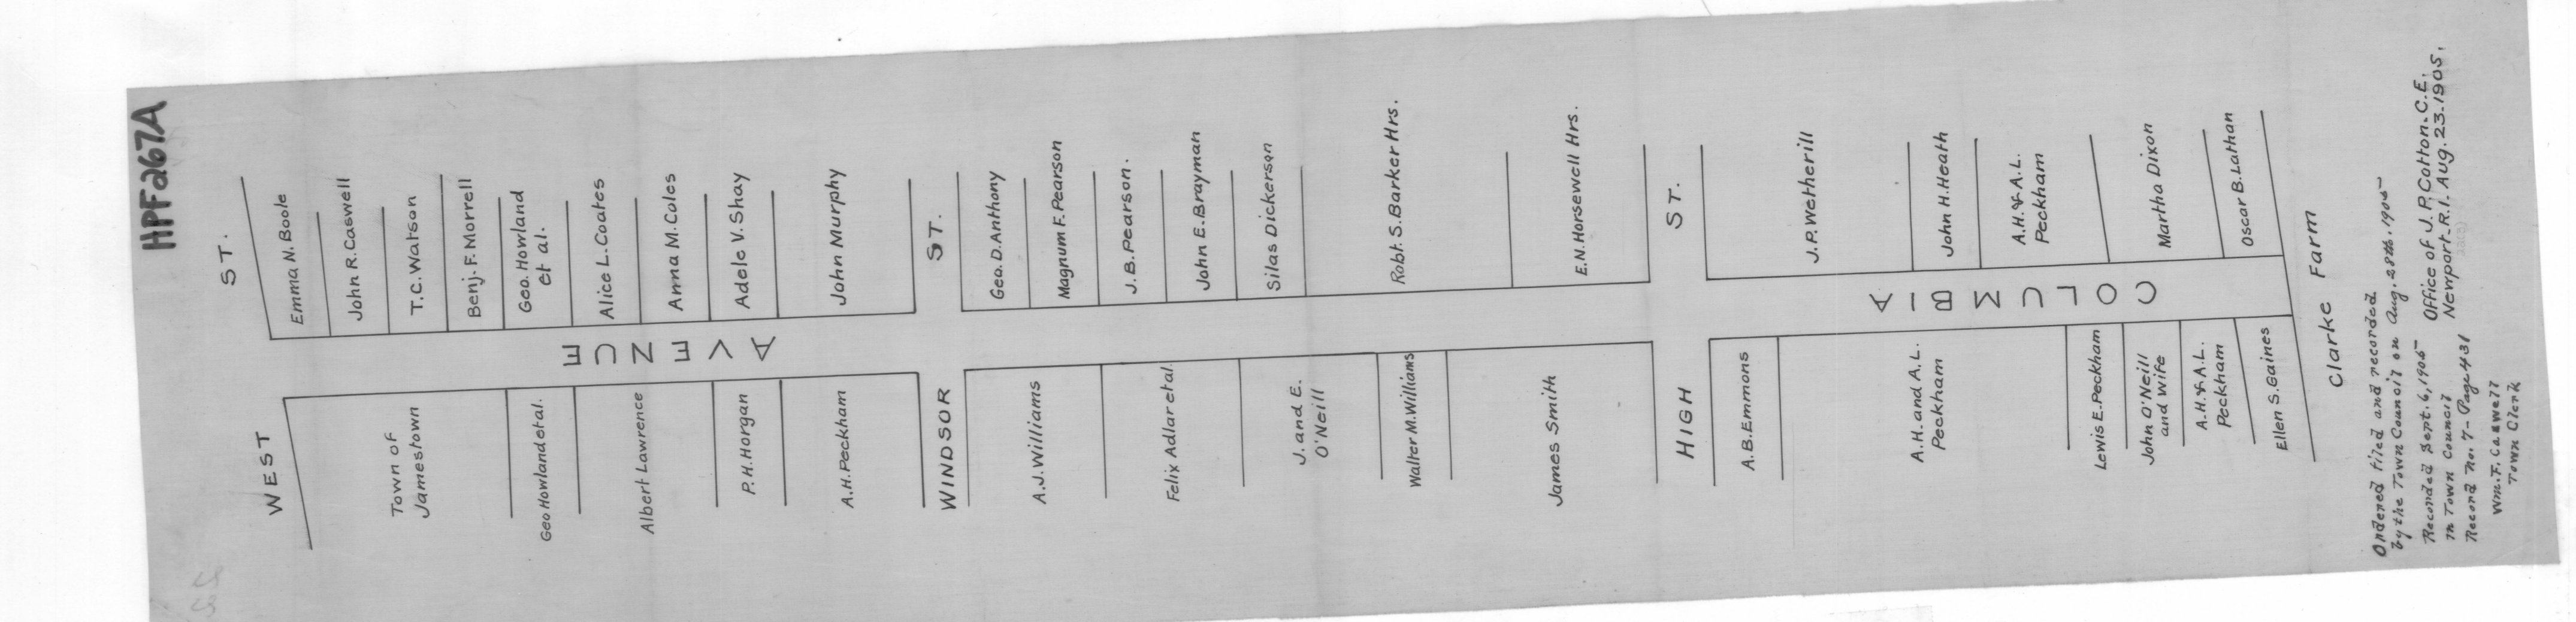 HPFa267A
WEST ST.
Emma N. Boole
John R. Caswell
T.C. Watson
Benj. F. Morrell
Geo. Howland
et al.
Alice L. Coates
Anna M. Coles
Adele V. Shay
John Murphy
Town of
Jamestown
Geo Howland et al.
Albert Lawrence
P.H. Horgan
A.H. Peckham
COLUMBIA AVENUE
WINDSOR ST.
Geo. D. Anthony
Magnum F. Pearson
J.B. Pearson.
John E. Brayman
Silas Dickerson
Robt. S. Barker Hrs.
E.N. Horsewell Hrs.
A.J. Williams
Felix Adlar et al.
J. and E.
O'Neill
Walter M. Williams
James Smith
HIGH ST.
J.P. Wetherill
John H. Heath
A.H. & A.L.
Peckham
Martha Dixon
Oscar B. Lathan
A.B. Emmons
A.H. and A.L.
Peckham
Lewis E. Peckham
John O'Neill
and Wife
A.H. & A.L.
Peckham
Ellen S. Gaines
Clarke Farm
Ordered filed and recorded
by the Town Council on Aug. 28th. 1905
Recorded Sept. 6, 1905
in Town Council
Record No. 7 - Page 431
Wm. F. Caswell
Town Clerk
Office of J.P. Cotton. C.E.
Newport. R.I. Aug. 23. 1905.